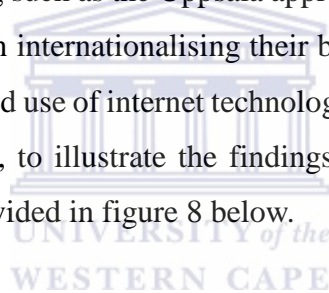 , such as the Uppsala appr
n internationalising their b
d use of internet technolog
, to illustrate the findings
vided in figure 8 below.
UNIVERSITY of the
WESTERN CAPE